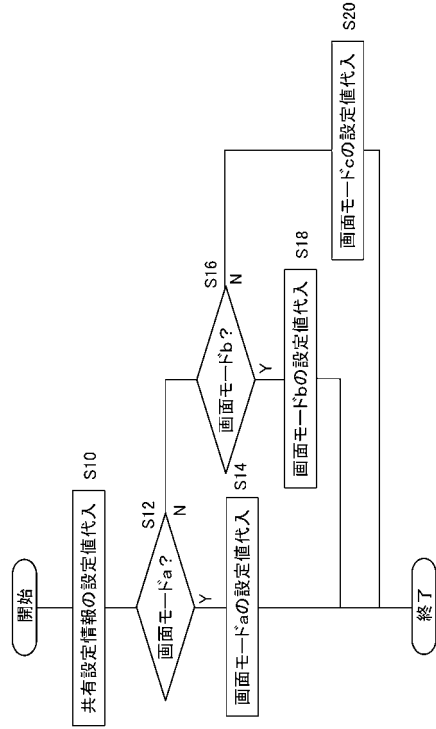 開始
共有設定情報の設定値代入
S10
画面モードa?
S12
N
Y
画面モードaの設定値代入
S14
画面モードb?
S16
N
Y
画面モードbの設定値代入
S18
画面モードcの設定値代入
S20
終了